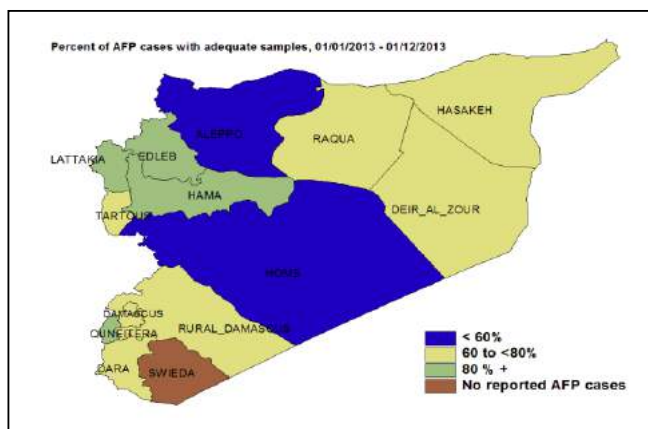 Percent of AFP cases with adequate samples, 01/01/2013 - 01/12/2013
HASAKEH
ALEPPO
RAQUA
EDLEB
LATTAKIA
HAMA
DEIR_AL_ZOUR
TARTOUS
HOMS
DAMASCUS
RURAL_DAMASCUS
QUNEITERA
DARA
SWIEDA
< 60%
60 to <80%
80 % +
No reported AFP cases